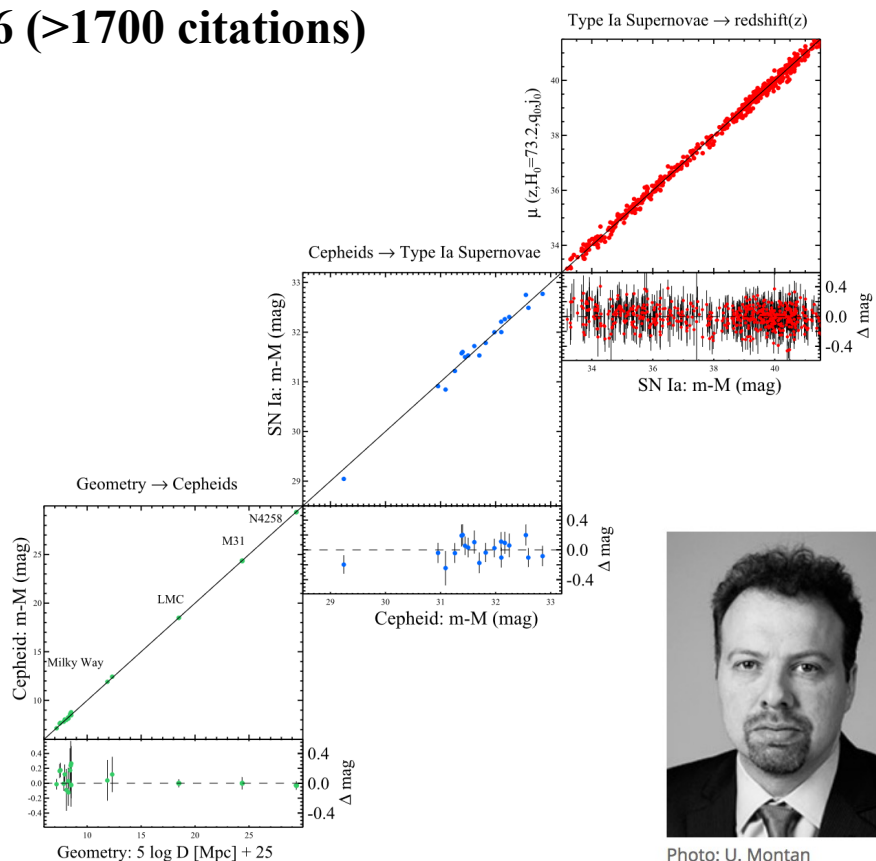 6 (>1700 citations)
Type Ia Supernovae → redshift(z)
μ (z,H₀=73.2,q₀,j₀)
40
38
36
34
0.4
0.0
-0.4
Δ mag
34 36 38 40
SN Ia: m-M (mag)
Cepheids → Type Ia Supernovae
SN Ia: m-M (mag)
33
32
31
30
29
0.4
0.0
-0.4
Δ mag
30 31 32 33
Cepheid: m-M (mag)
Geometry → Cepheids
Cepheid: m-M (mag)
25
20
15
10
N4258
M31
LMC
Milky Way
0.4
0.2
0.0
-0.2
-0.4
0.4
0.0
-0.4
Δ mag
10 15 20 25
Geometry: 5 log D [Mpc] + 25
Photo: U. Montan